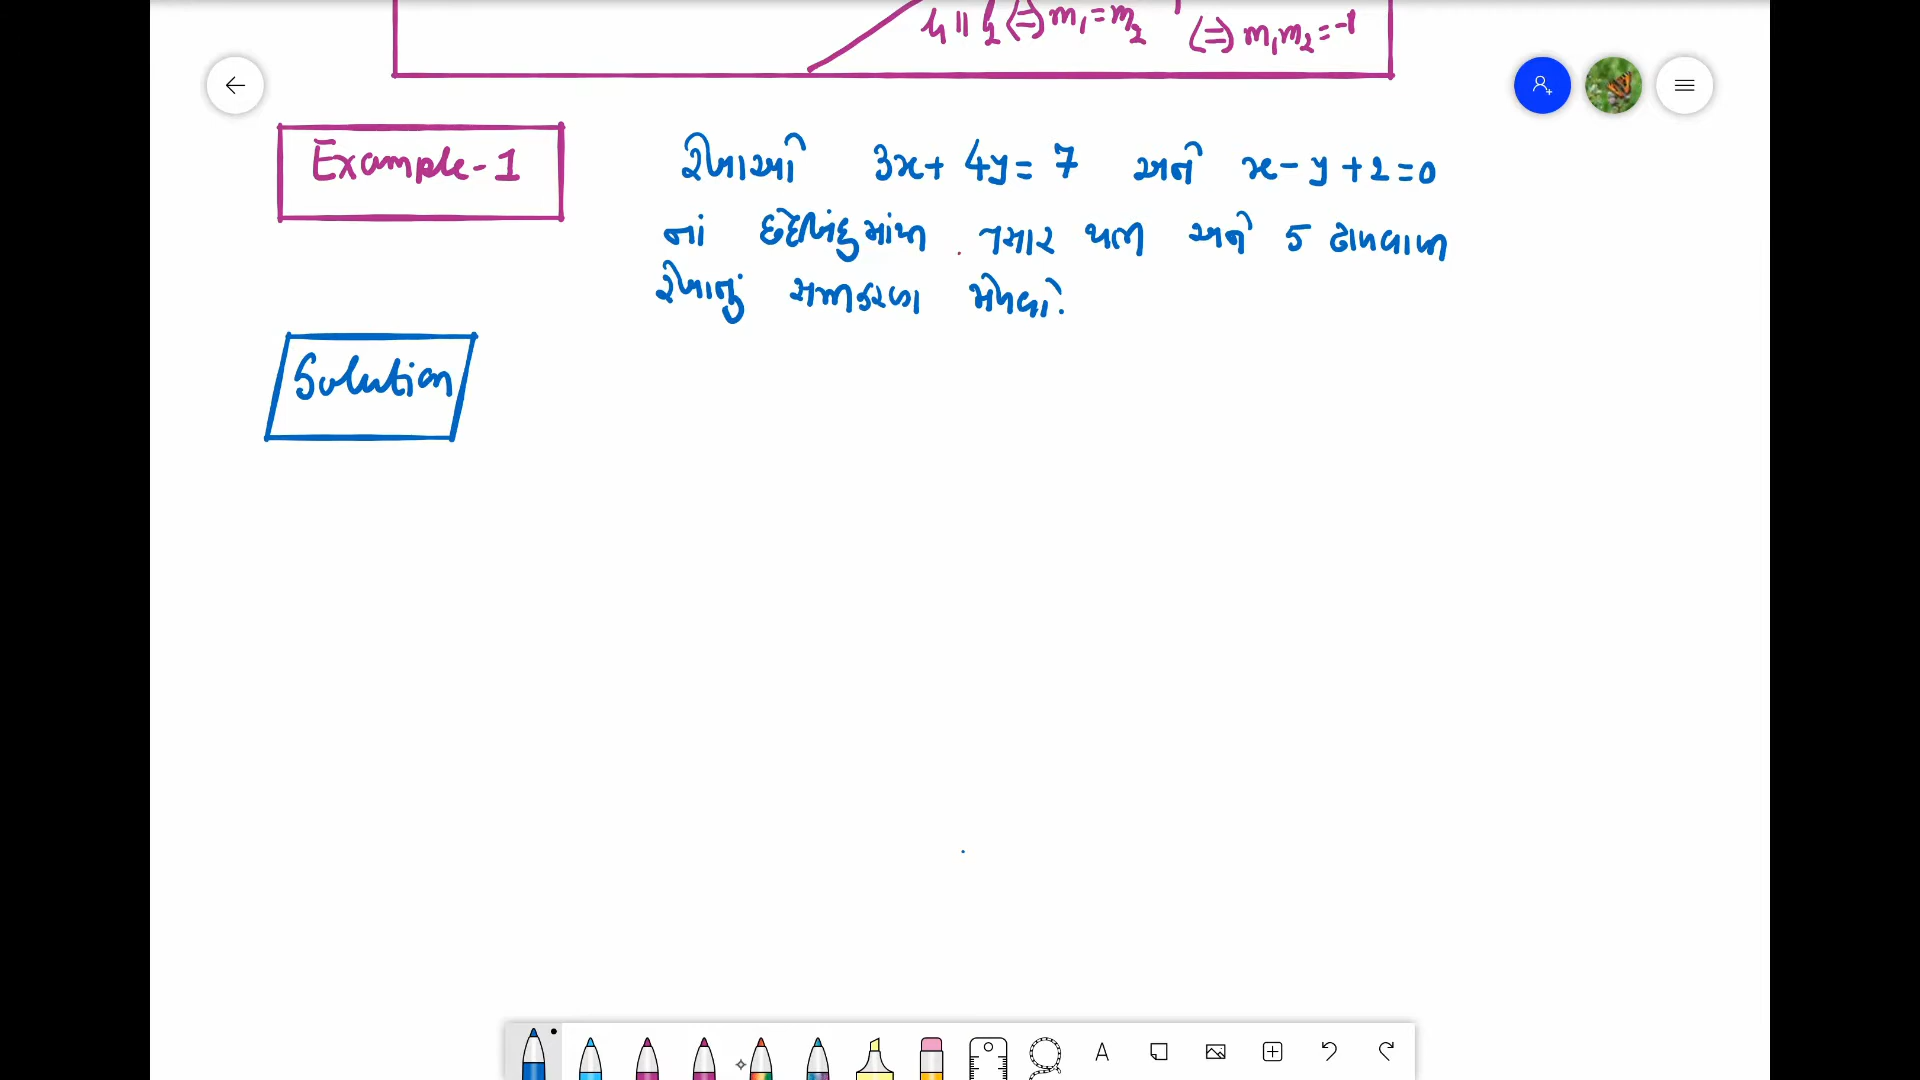 l₁ ∥ l₂ ⟺ m₁ = m₂ ⟺ m₁m₂ = -1
Example-1
રેખાઓ 3x + 4y = 7 અને x - y + 2 = 0
નાં છેદબિંદુમાંથી પસાર થતી અને 5 ઢાળવાળી
રેખાનું સમીકરણ મેળવો.
Solution